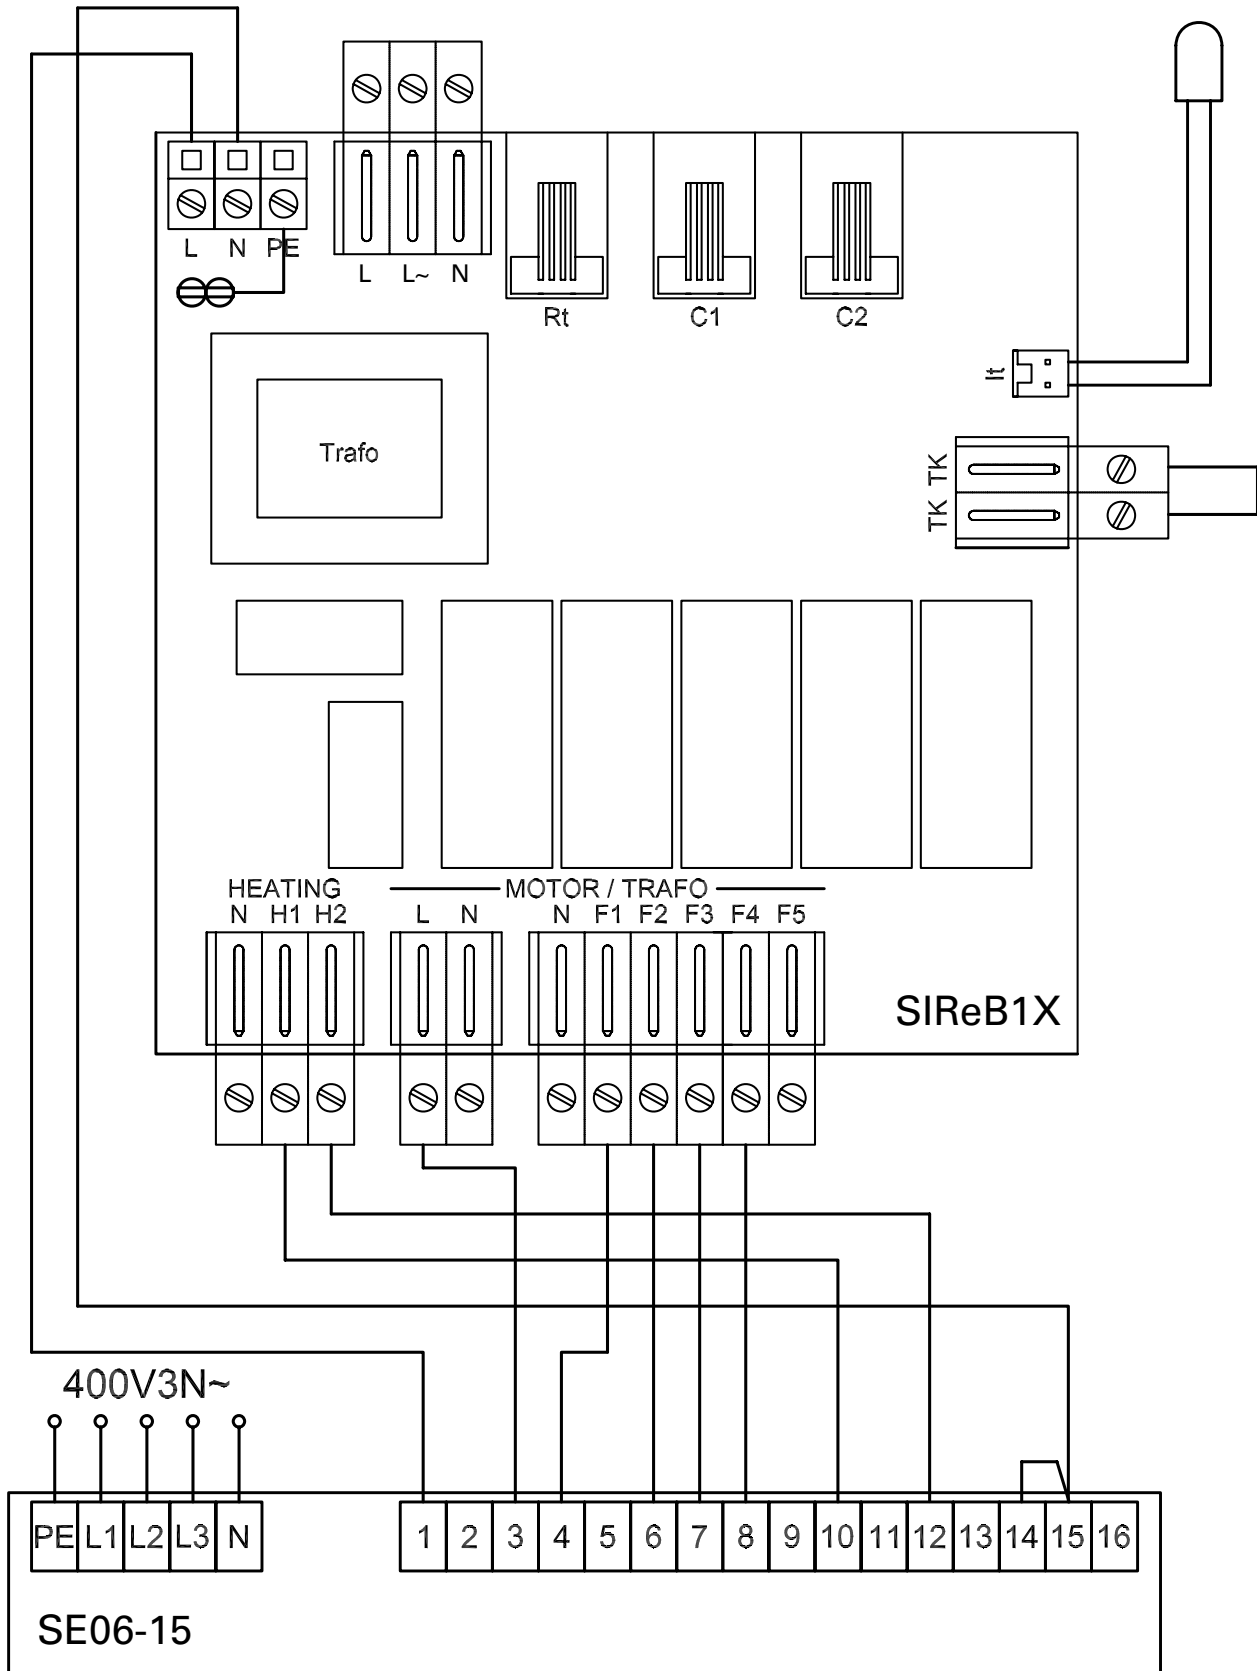 L N PE
L L~ N
Rt C1 C2
It
Trafo
TK
TK
HEATING
N H1 H2
MOTOR / TRAFO
L N N F1 F2 F3 F4 F5
SIReB1X
400V3N~
PE L1 L2 L3 N
1 2 3 4 5 6 7 8 9 10 11 12 13 14 15 16
SE06-15